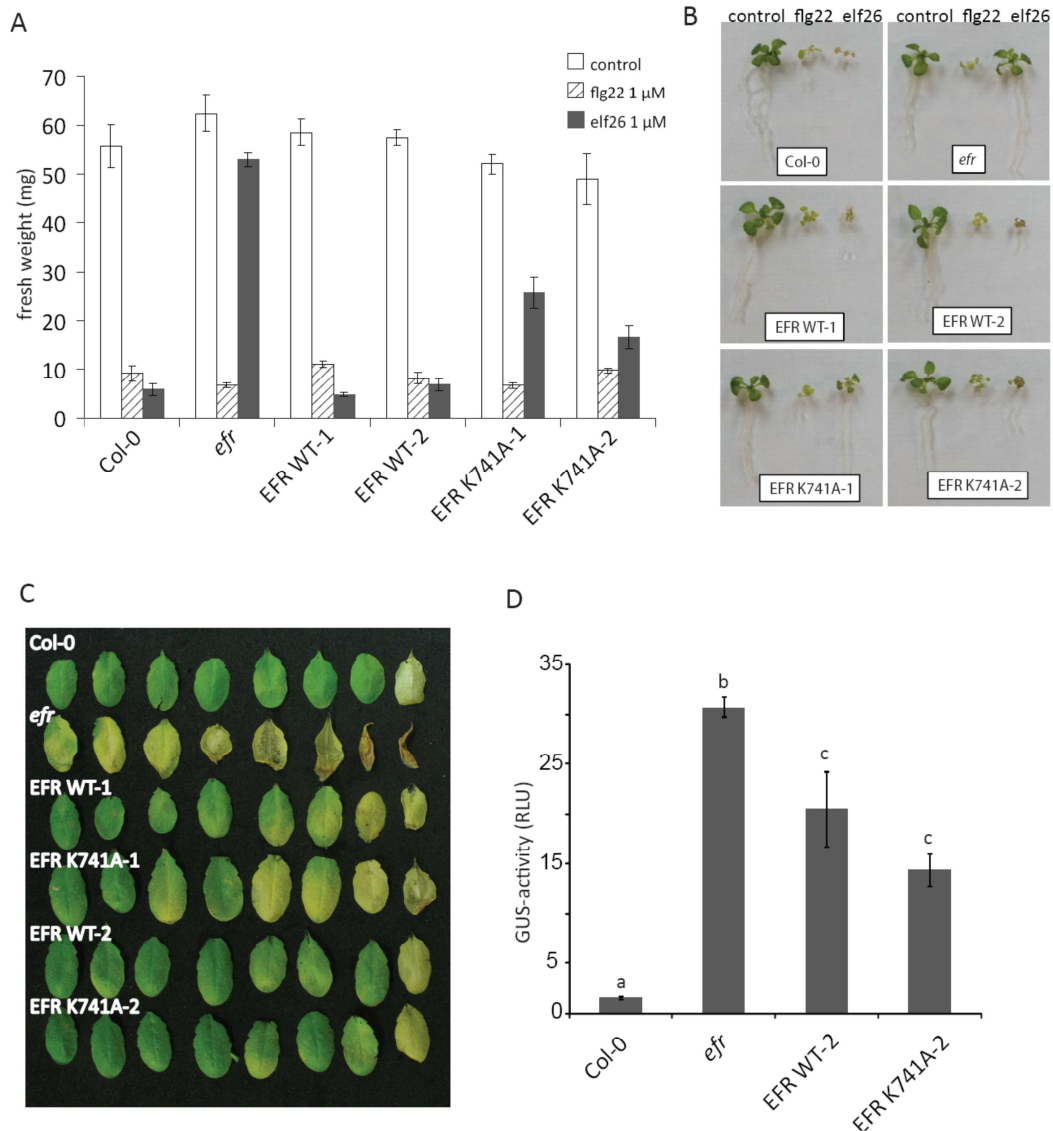 A
control
flg22 1 μM
elf26 1 μM
fresh weight (mg)
70
60
50
40
30
20
10
0
Col-0
efr
EFR WT-1
EFR WT-2
EFR K741A-1
EFR K741A-2
B
control flg22 elf26 control flg22 elf26
Col-0
efr
EFR WT-1
EFR WT-2
EFR K741A-1
EFR K741A-2
C
Col-0
efr
EFR WT-1
EFR K741A-1
EFR WT-2
EFR K741A-2
D
GUS-activity (RLU)
35
25
15
5
0
a
b
c
c
Col-0
efr
EFR WT-2
EFR K741A-2